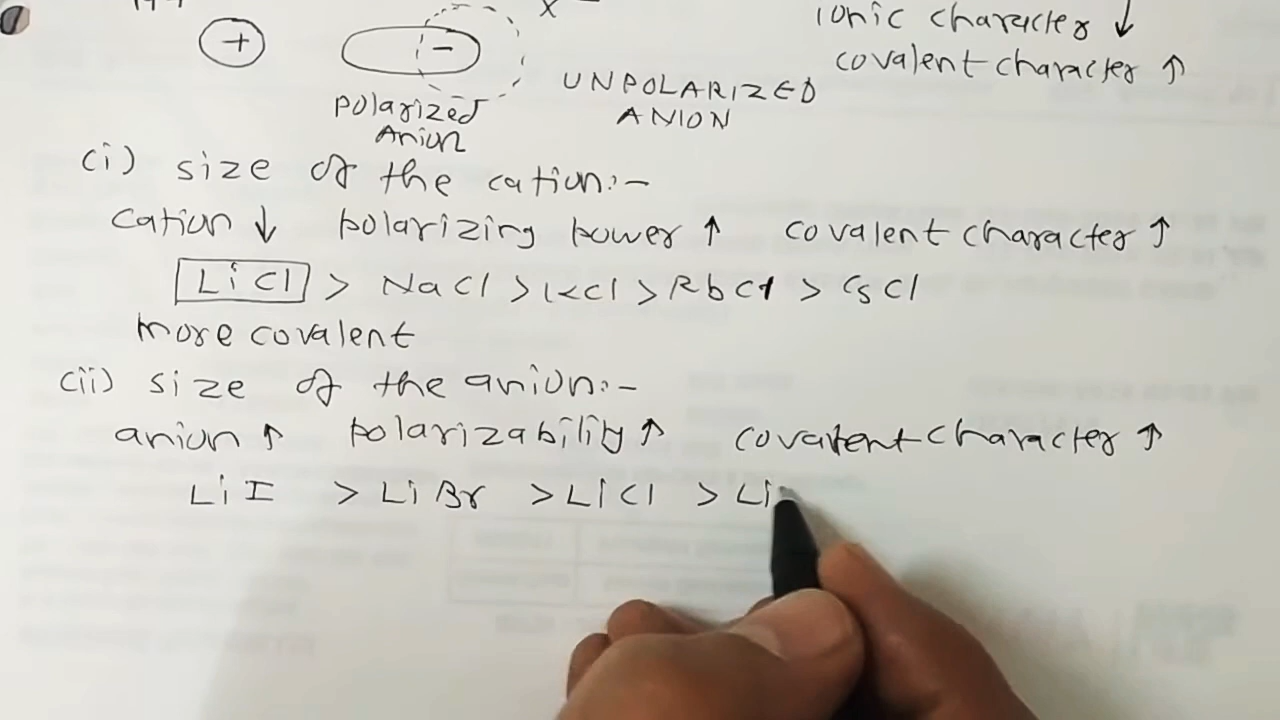 X
ionic character ↓
covalent character ↑
+ -
UNPOLARIZED
ANION
Polarized
Anion
(i) size of the cation:-
Cation ↓ polarizing power ↑ covalent character ↑
LiCl > NaCl > KCl > RbCl > CsCl
more covalent
(ii) size of the anion:-
anion ↑ polarizability ↑ covalent character ↑
LiI > LiBr > LiCl > Li